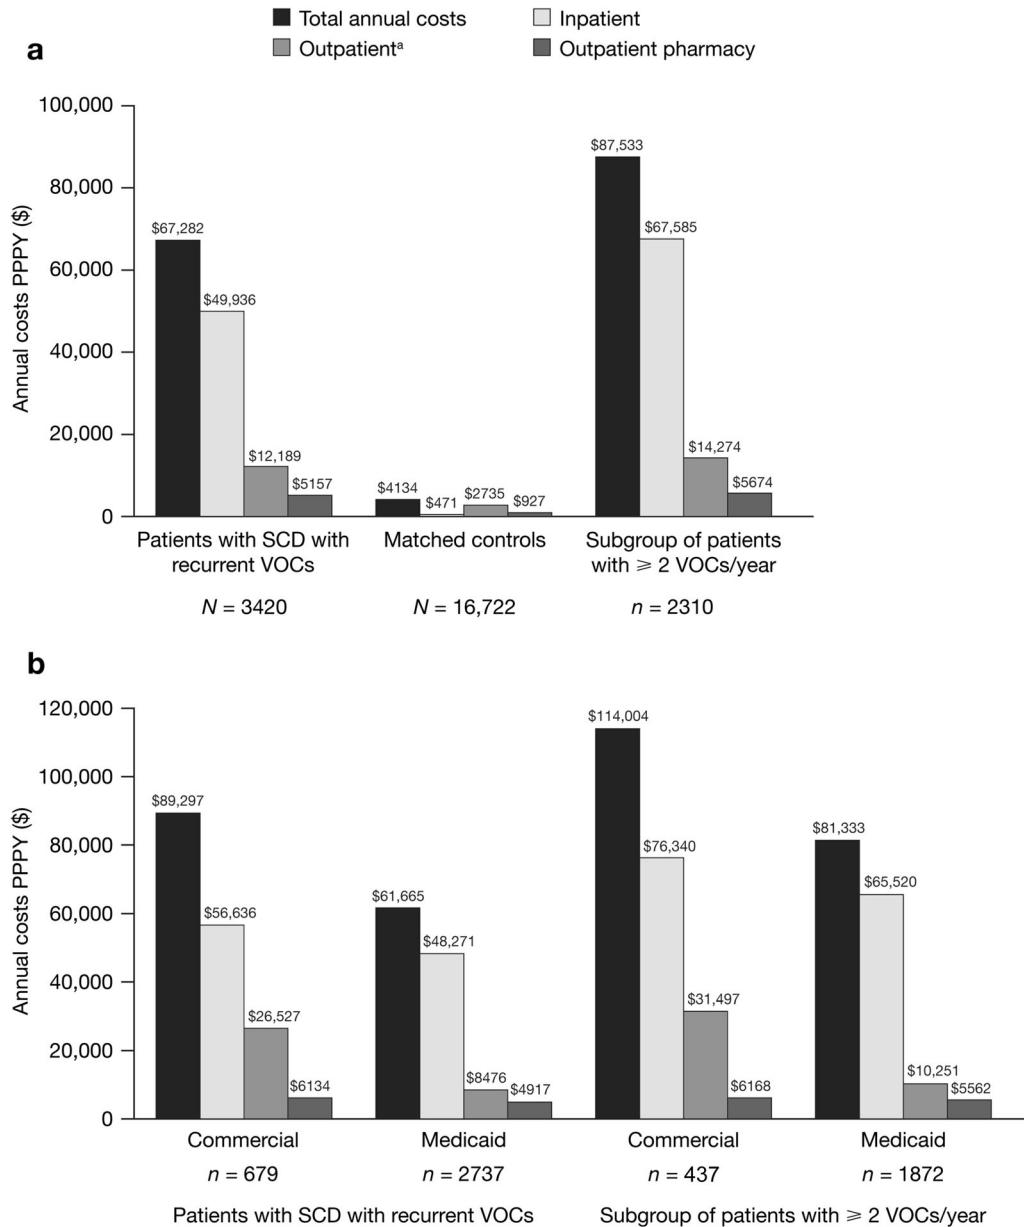 Total annual costs
Inpatient
Outpatientᵃ
Outpatient pharmacy
a
Annual costs PPPY ($)
100,000
80,000
60,000
40,000
20,000
0
$67,282
$49,936
$12,189
$5157
$4134
$471
$2735
$927
$87,533
$67,585
$14,274
$5674
Patients with SCD with
recurrent VOCs
N = 3420
Matched controls
N = 16,722
Subgroup of patients
with ⩾ 2 VOCs/year
n = 2310
b
Annual costs PPPY ($)
120,000
100,000
80,000
60,000
40,000
20,000
0
$89,297
$56,636
$26,527
$6134
$61,665
$48,271
$8476
$4917
$114,004
$76,340
$31,497
$6168
$81,333
$65,520
$10,251
$5562
Commercial
Medicaid
Commercial
Medicaid
n = 679
n = 2737
n = 437
n = 1872
Patients with SCD with recurrent VOCs
Subgroup of patients with ⩾ 2 VOCs/year